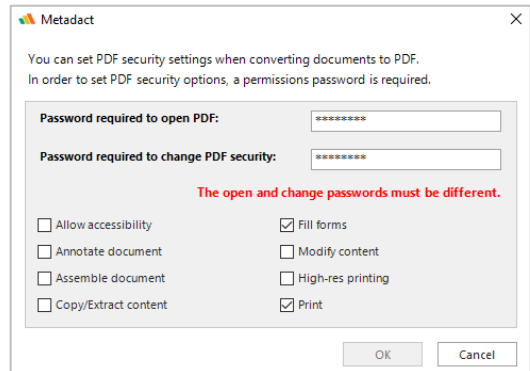 Metadact
You can set PDF security settings when converting documents to PDF.
In order to set PDF security options, a permissions password is required.
Password required to open PDF: ********
Password required to change PDF security: ********
The open and change passwords must be different.
Allow accessibility Fill forms
Annotate document Modify content
Assemble document High-res printing
Copy/Extract content Print
OK Cancel